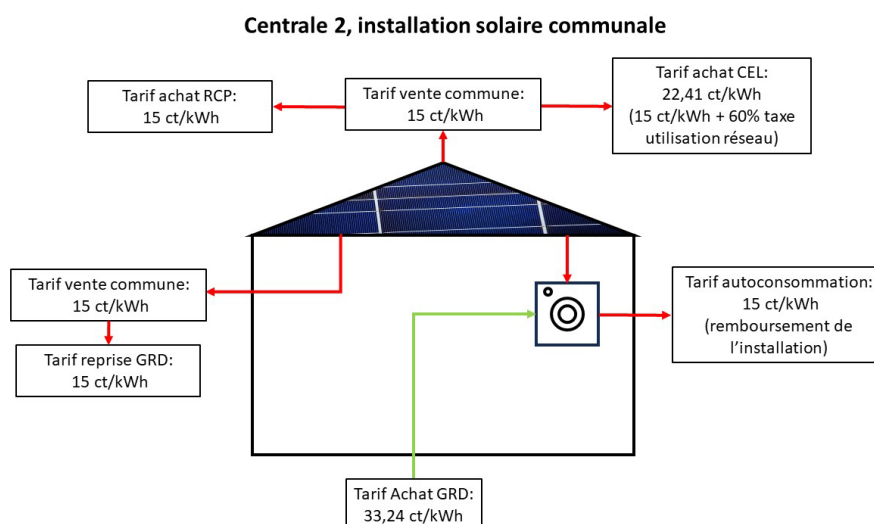 Centrale 2, installation solaire communale
Tarif achat RCP:
15 ct/kWh
Tarif vente commune:
15 ct/kWh
Tarif achat CEL:
22,41 ct/kWh
(15 ct/kWh + 60% taxe
utilisation réseau)
Tarif vente commune:
15 ct/kWh
Tarif reprise GRD:
15 ct/kWh
Tarif autoconsommation:
15 ct/kWh
(remboursement de
l’installation)
Tarif Achat GRD:
33,24 ct/kWh